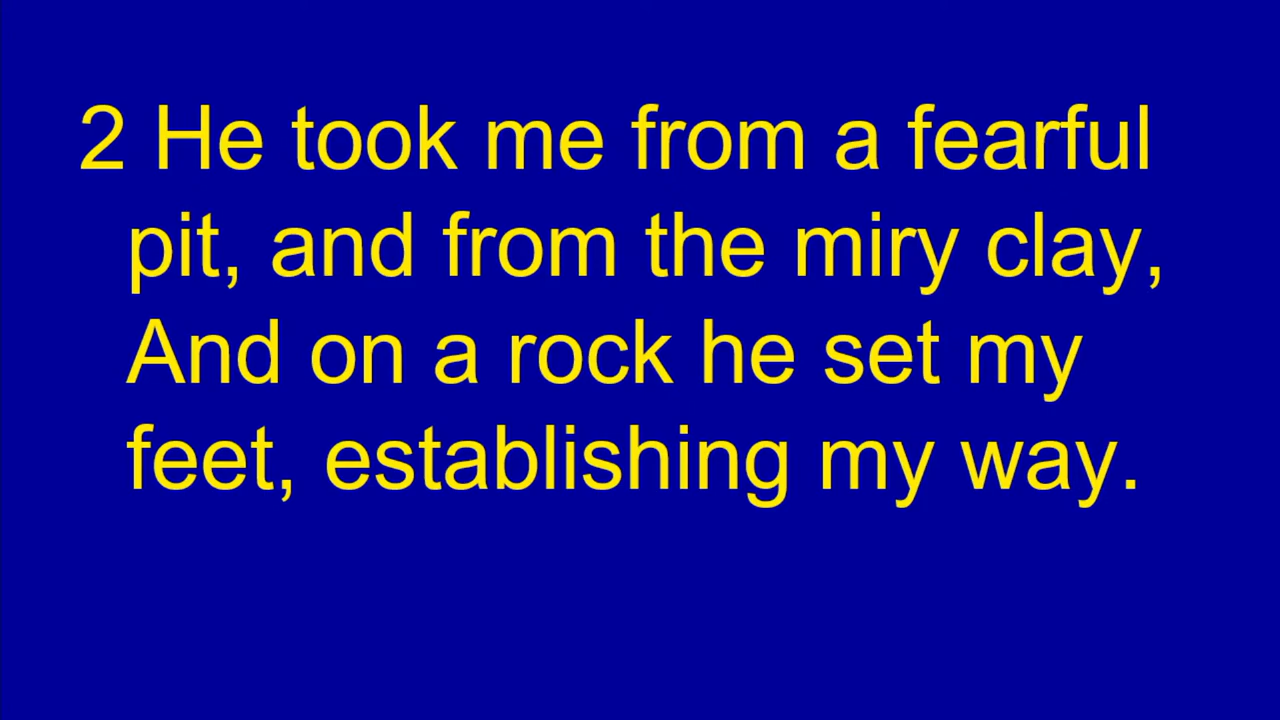 2 He took me from a fearful
pit, and from the miry clay,
And on a rock he set my
feet, establishing my way.